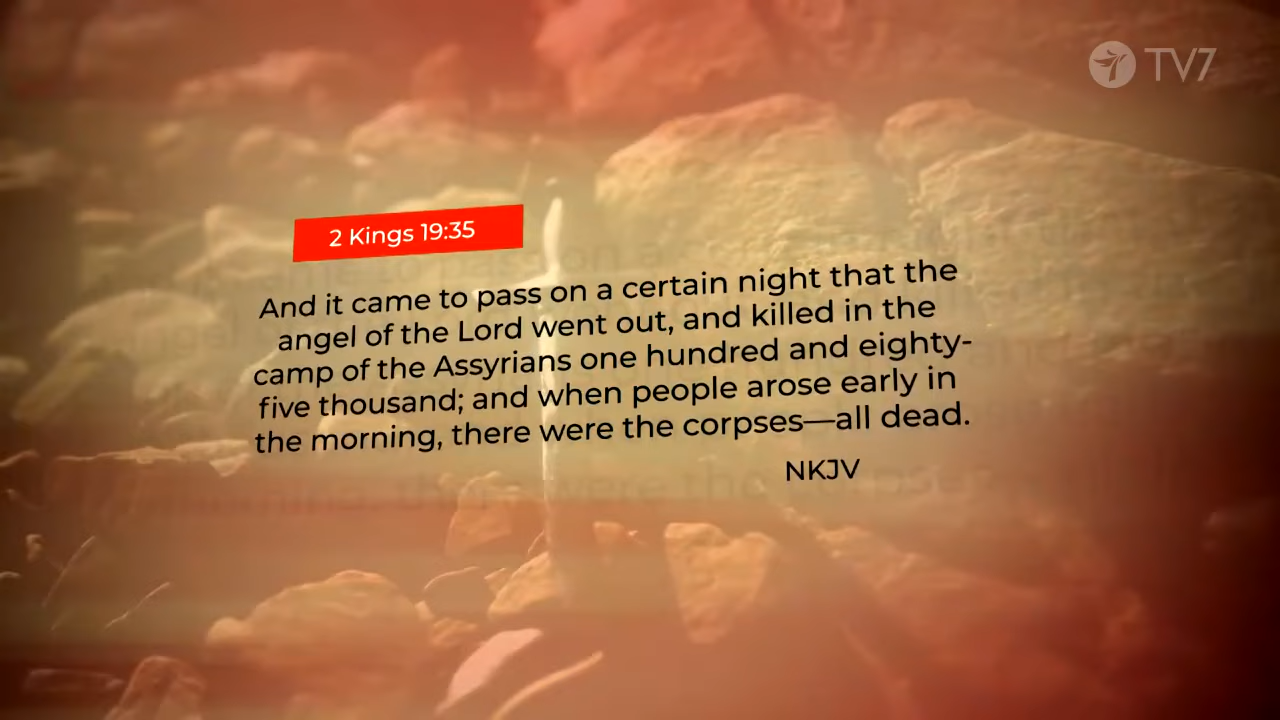 TV7
2 Kings 19:35
And it came to pass on a certain night that the
angel of the Lord went out, and killed in the
camp of the Assyrians one hundred and eighty-
five thousand; and when people arose early in
the morning, there were the corpses—all dead.
NKJV